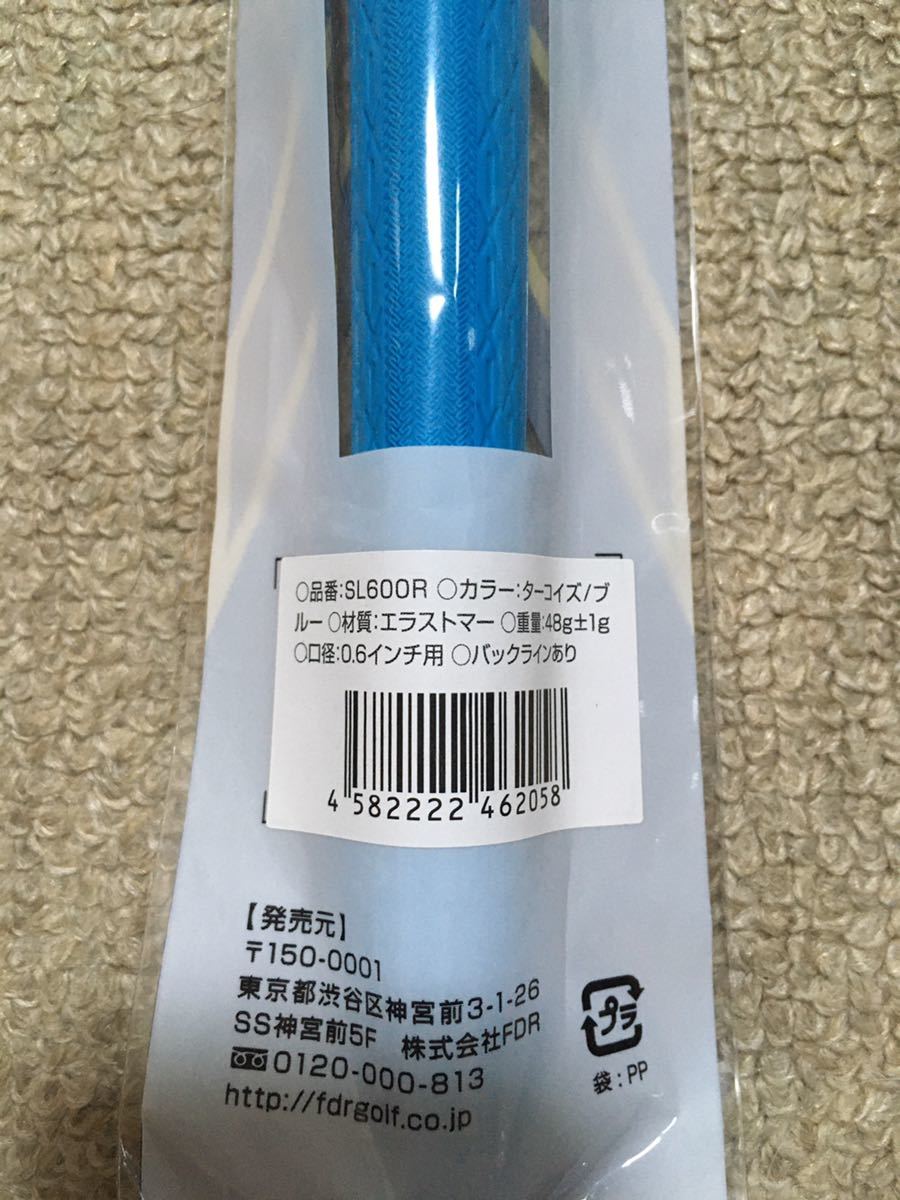 ○品番:SL600R ○カラー:ターコイズ/ブ
ルー ○材質:エラストマー ○重量:48g±1g
○口径:0.6インチ用 ○バックラインあり
4 582222 462058
【発売元】
〒150-0001
東京都渋谷区神宮前3-1-26
SS神宮前5F 株式会社FDR
0120-000-813
http://fdrgolf.co.jp
プラ
袋:PP